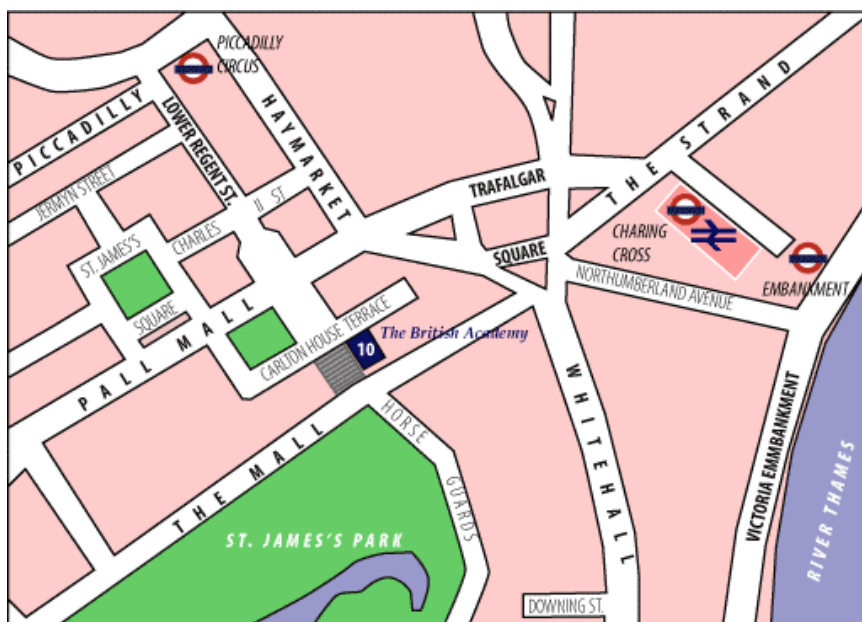 PICCADILLY
CIRCUS
PICCADILLY
LOWER REGENT ST.
HAYMARKET
THE STRAND
JERMYN STREET
TRAFALGAR
SQUARE
CHARLES II ST
ST. JAMES'S
SQUARE
CHARING
CROSS
NORTHUMBERLAND AVENUE
EMBANKMENT
PALL MALL
CARLTON HOUSE TERRACE
10
The British Academy
THE MALL
HORSE
GUARDS
WHITEHALL
VICTORIA EMMBANKMENT
RIVER THAMES
ST. JAMES'S PARK
DOWNING ST.